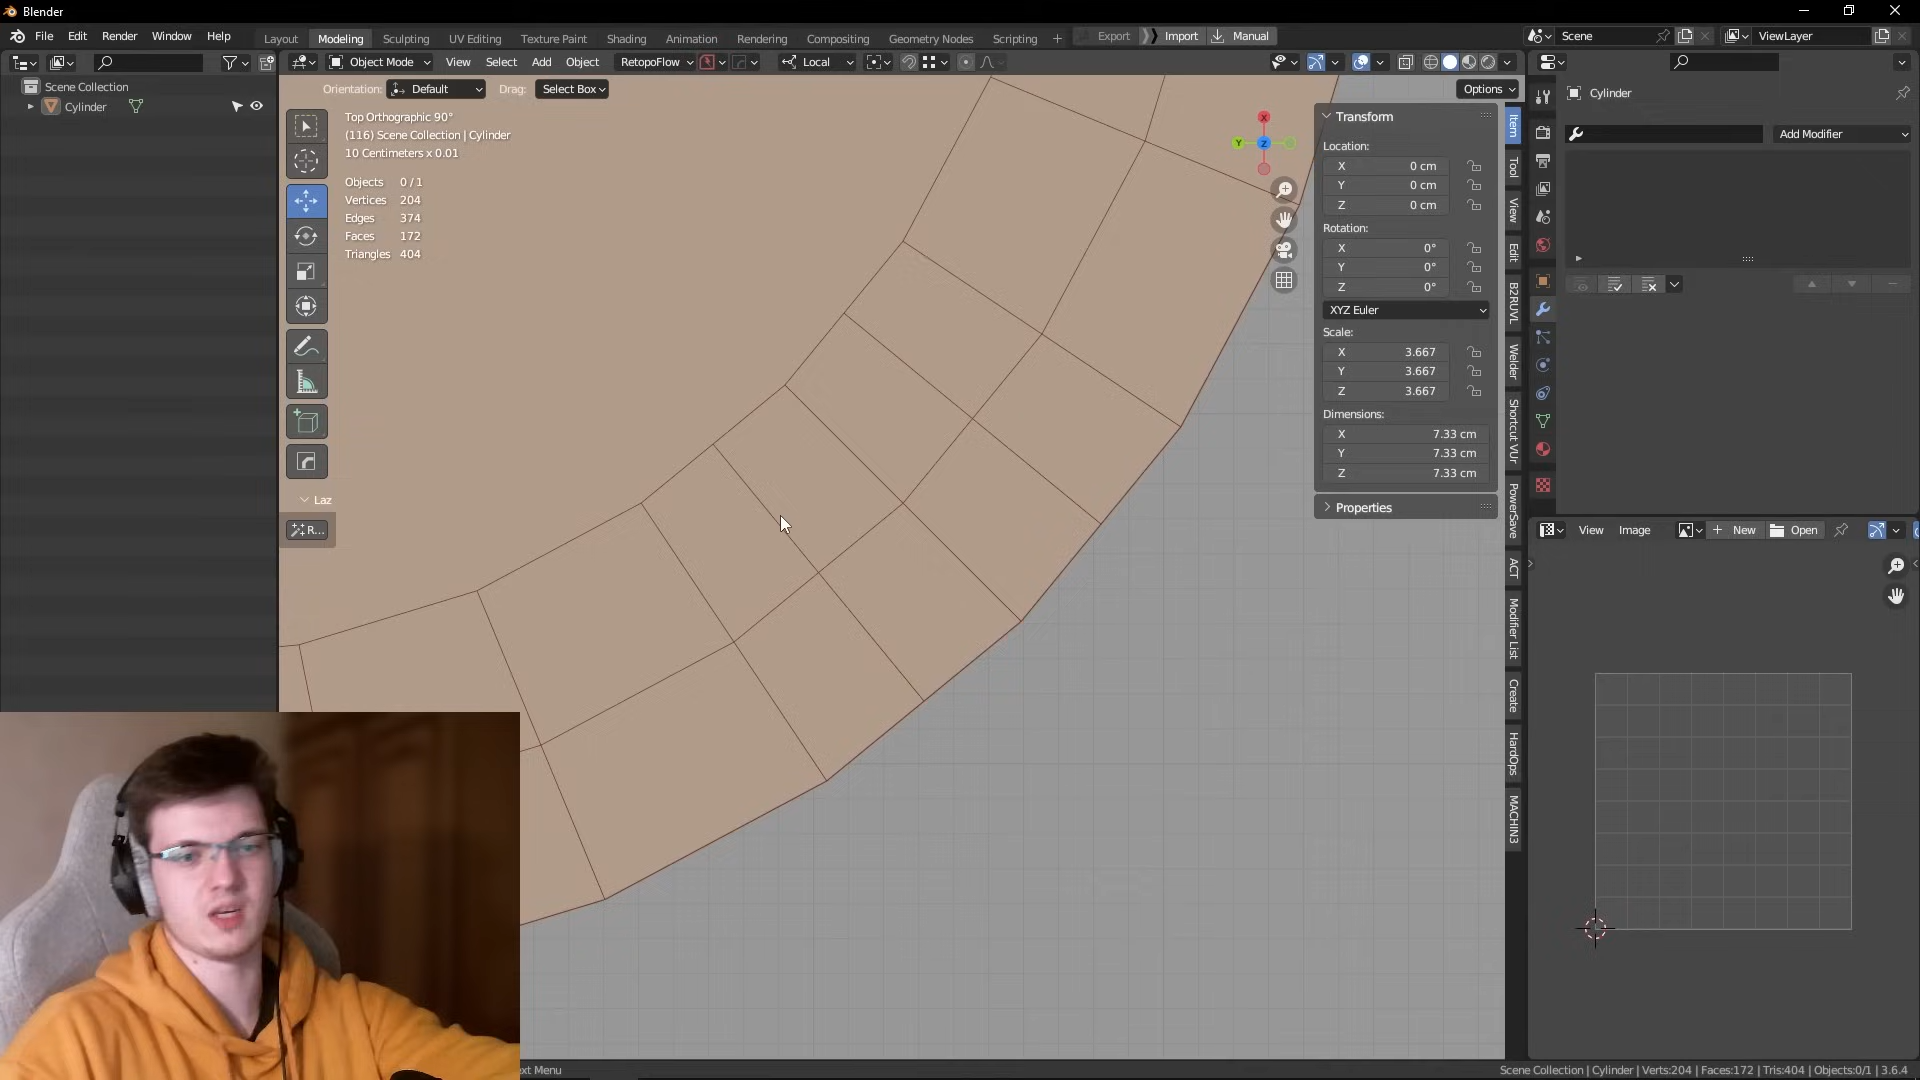 Blender
File Edit Render Window Help
Layout Modeling Sculpting UV Editing Texture Paint Shading Animation Rendering Compositing Geometry Nodes Scripting +
Export Import Manual
Scene
ViewLayer
Object Mode View Select Add Object RetopoFlow Local
Orientation: Default Drag: Select Box
Options
Scene Collection
Cylinder
Top Orthographic 90°
(116) Scene Collection | Cylinder
10 Centimeters x 0.01
Objects 0/1
Vertices 204
Edges 374
Faces 172
Triangles 404
Laz
R...
X
Y
Z
Transform
Location:
X 0 cm
Y 0 cm
Z 0 cm
Rotation:
X 0°
Y 0°
Z 0°
XYZ Euler
Scale:
X 3.667
Y 3.667
Z 3.667
Dimensions:
X 7.33 cm
Y 7.33 cm
Z 7.33 cm
Properties
Item
Tool
View
Edit
B2RUVL
Welder
Shortcut VUr
PowerSave
ACT
Modifier List
Create
HardOps
MACHIN3
Cylinder
Add Modifier
View Image New Open
ext Menu
Scene Collection | Cylinder | Verts:204 | Faces:172 | Tris:404 | Objects:0/1 | 3.6.4